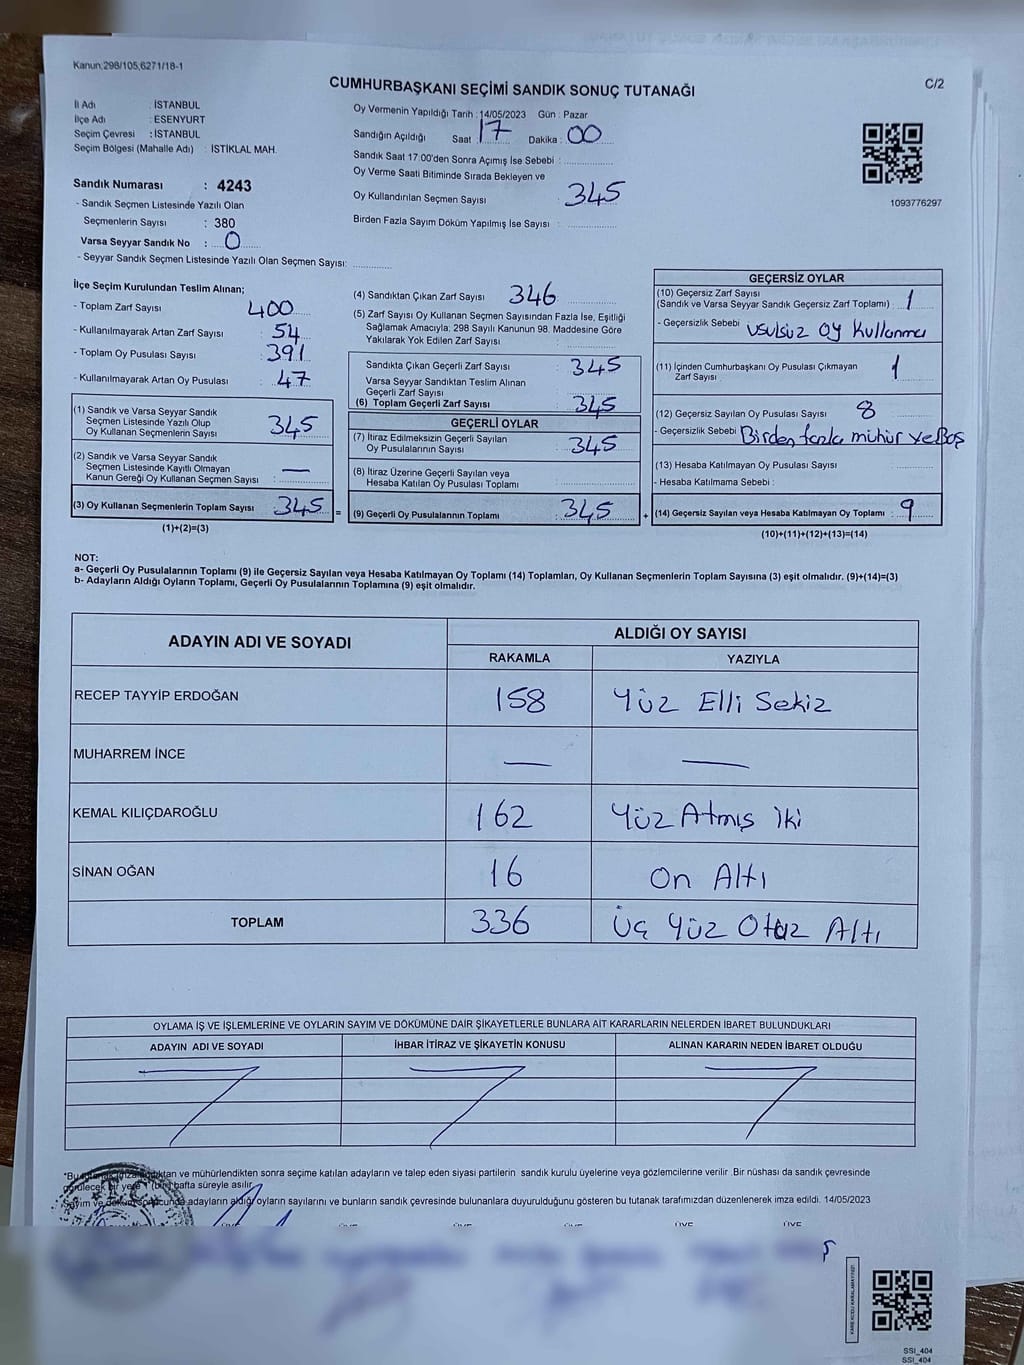 Kanun:298/105,6271/18-1
C/2
CUMHURBAŞKANI SEÇİMİ SANDIK SONUÇ TUTANAĞI
İl Adı : İSTANBUL
İlçe Adı : ESENYURT
Seçim Çevresi : İSTANBUL
Seçim Bölgesi (Mahalle Adı) : İSTİKLAL MAH.
Sandık Numarası : 4243
- Sandık Seçmen Listesinde Yazılı Olan
Seçmenlerin Sayısı : 380
Varsa Seyyar Sandık No : 0
- Seyyar Sandık Seçmen Listesinde Yazılı Olan Seçmen Sayısı:
Oy Vermenin Yapıldığı Tarih : 14/05/2023 Gün : Pazar
Sandığın Açıldığı Saat 17 Dakika : 00
Sandık Saat 17:00'den Sonra Açımış İse Sebebi :
Oy Verme Saati Bitiminde Sırada Bekleyen ve
Oy Kullandırılan Seçmen Sayısı : 345
Birden Fazla Sayım Döküm Yapılmış İse Sayısı :
1093776297
İlçe Seçim Kurulundan Teslim Alınan;
- Toplam Zarf Sayısı : 400
- Kullanılmayarak Artan Zarf Sayısı : 54
- Toplam Oy Pusulası Sayısı : 391
- Kullanılmayarak Artan Oy Pusulası : 47
(1) Sandık ve Varsa Seyyar Sandık
Seçmen Listesinde Yazılı Olup
Oy Kullanan Seçmenlerin Sayısı : 345
(2) Sandık ve Varsa Seyyar Sandık
Seçmen Listesinde Kayıtlı Olmayan
Kanun Gereği Oy Kullanan Seçmen Sayısı : —
(3) Oy Kullanan Seçmenlerin Toplam Sayısı : 345
(1)+(2)=(3)
(4) Sandıktan Çıkan Zarf Sayısı : 346
(5) Zarf Sayısı Oy Kullanan Seçmen Sayısından Fazla İse, Eşitliği
Sağlamak Amacıyla; 298 Sayılı Kanunun 98. Maddesine Göre
Yakılarak Yok Edilen Zarf Sayısı :
Sandıkta Çıkan Geçerli Zarf Sayısı : 345
Varsa Seyyar Sandıktan Teslim Alınan
Geçerli Zarf Sayısı :
(6) Toplam Geçerli Zarf Sayısı : 345
GEÇERLİ OYLAR
(7) İtiraz Edilmeksizin Geçerli Sayılan
Oy Pusulalarının Sayısı : 345
(8) İtiraz Üzerine Geçerli Sayılan veya
Hesaba Katılan Oy Pusulası Toplamı :
= (9) Geçerli Oy Pusulalarının Toplamı : 345
GEÇERSİZ OYLAR
(10) Geçersiz Zarf Sayısı
(Sandık ve Varsa Seyyar Sandık Geçersiz Zarf Toplamı) : 1
- Geçersizlik Sebebi : Usulsüz Oy Kullanma
(11) İçinden Cumhurbaşkanı Oy Pusulası Çıkmayan
Zarf Sayısı : 1
(12) Geçersiz Sayılan Oy Pusulası Sayısı : 8
- Geçersizlik Sebebi : Birden fazla mühür ve Boş
(13) Hesaba Katılmayan Oy Pusulası Sayısı :
- Hesaba Katılmama Sebebi :
+ (14) Geçersiz Sayılan veya Hesaba Katılmayan Oy Toplamı : 9
(10)+(11)+(12)+(13)=(14)
NOT:
a- Geçerli Oy Pusulalarının Toplamı (9) ile Geçersiz Sayılan veya Hesaba Katılmayan Oy Toplamı (14) Toplamları, Oy Kullanan Seçmenlerin Toplam Sayısına (3) eşit olmalıdır. (9)+(14)=(3)
b- Adayların Aldığı Oyların Toplamı, Geçerli Oy Pusulalarının Toplamına (9) eşit olmalıdır.
ADAYIN ADI VE SOYADI
ALDIĞI OY SAYISI
RAKAMLA YAZIYLA
RECEP TAYYİP ERDOĞAN 158 Yüz Elli Sekiz
MUHARREM İNCE — —
KEMAL KILIÇDAROĞLU 162 Yüz Atmış İki
SİNAN OĞAN 16 On Altı
TOPLAM 336 Üç Yüz Otuz Altı
OYLAMA İŞ VE İŞLEMLERİNE VE OYLARIN SAYIM VE DÖKÜMÜNE DAİR ŞİKAYETLERLE BUNLARA AİT KARARLARIN NELERDEN İBARET BULUNDUKLARI
ADAYIN ADI VE SOYADI İHBAR İTİRAZ VE ŞİKAYETİN KONUSU ALINAN KARARIN NEDEN İBARET OLDUĞU
ve mühürlendikten sonra seçime katılan adayların ve talep eden siyasi partilerin sandık kurulu üyelerine veya gözlemcilerine verilir .Bir nüshası da sandık çevresinde
hafta süreyle asılır.
adayların aldığı oyların sayılarını ve bunların sandık çevresinde bulunanlara duyurulduğunu gösteren bu tutanak tarafımızdan düzenlenerek imza edildi. 14/05/2023
ÜYE ÜYE ÜYE ÜYE ÜYE
SSI_404
SSI_404